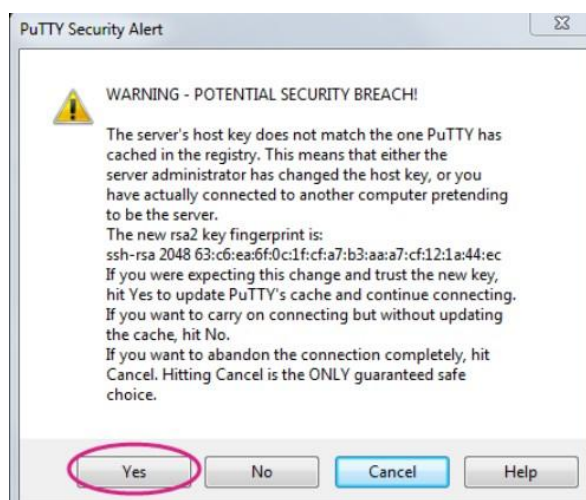 PuTTY Security Alert
WARNING - POTENTIAL SECURITY BREACH!
The server's host key does not match the one PuTTY has
cached in the registry. This means that either the
server administrator has changed the host key, or you
have actually connected to another computer pretending
to be the server.
The new rsa2 key fingerprint is:
ssh-rsa 2048 63:c6:ea:6f:0c:1f:cf:a7:b3:aa:a7:cf:12:1a:44:ec
If you were expecting this change and trust the new key,
hit Yes to update PuTTY's cache and continue connecting.
If you want to carry on connecting but without updating
the cache, hit No.
If you want to abandon the connection completely, hit
Cancel. Hitting Cancel is the ONLY guaranteed safe
choice.
Yes No Cancel Help